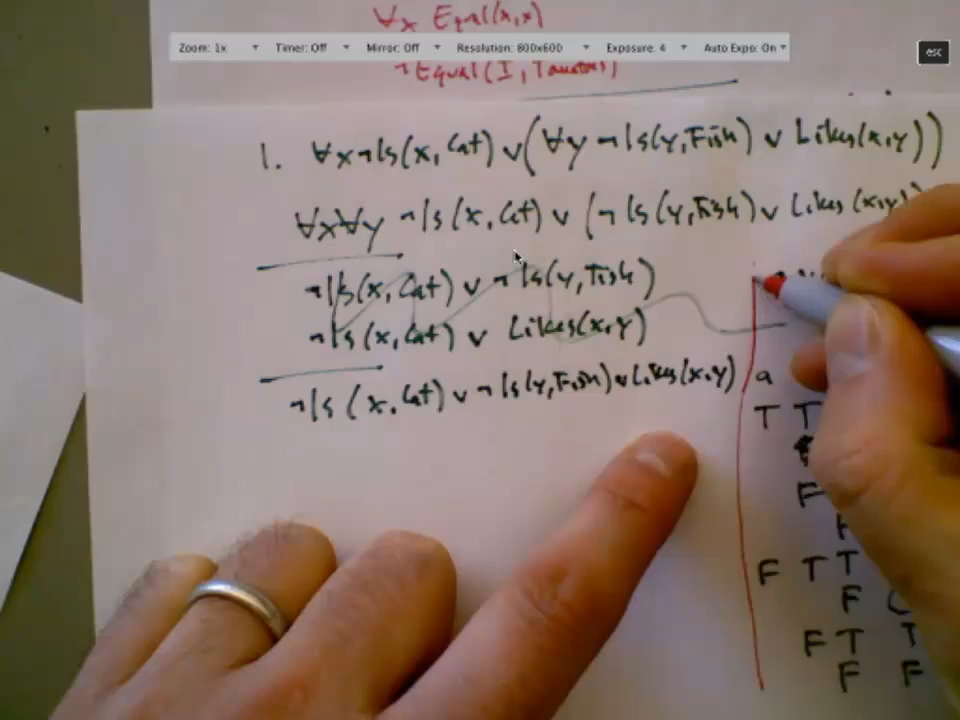 ∀x Equal(x,x)
Zoom: 1x Timer: Off Mirror: Off Resolution: 800x600 Exposure: 4 Auto Expo: On
esc
¬Equal(I,
1. ∀x¬Is(x,Cat) ∨(∀y ¬Is(y,Fish) ∨ Likes(x,y))
∀x∀y ¬Is(x,Cat) ∨ (¬Is(y,Fish)∨ Likes (x,y)
¬Is(x,Cat) ∨ ¬Is(y,Fish)
¬Is(x,Cat) ∨ Likes(x,y)
¬Is(x,Cat) ∨ ¬Is(y,Fish)∨Likes(x,y)
a
T T
F
F
F T T
F
F T T
F F